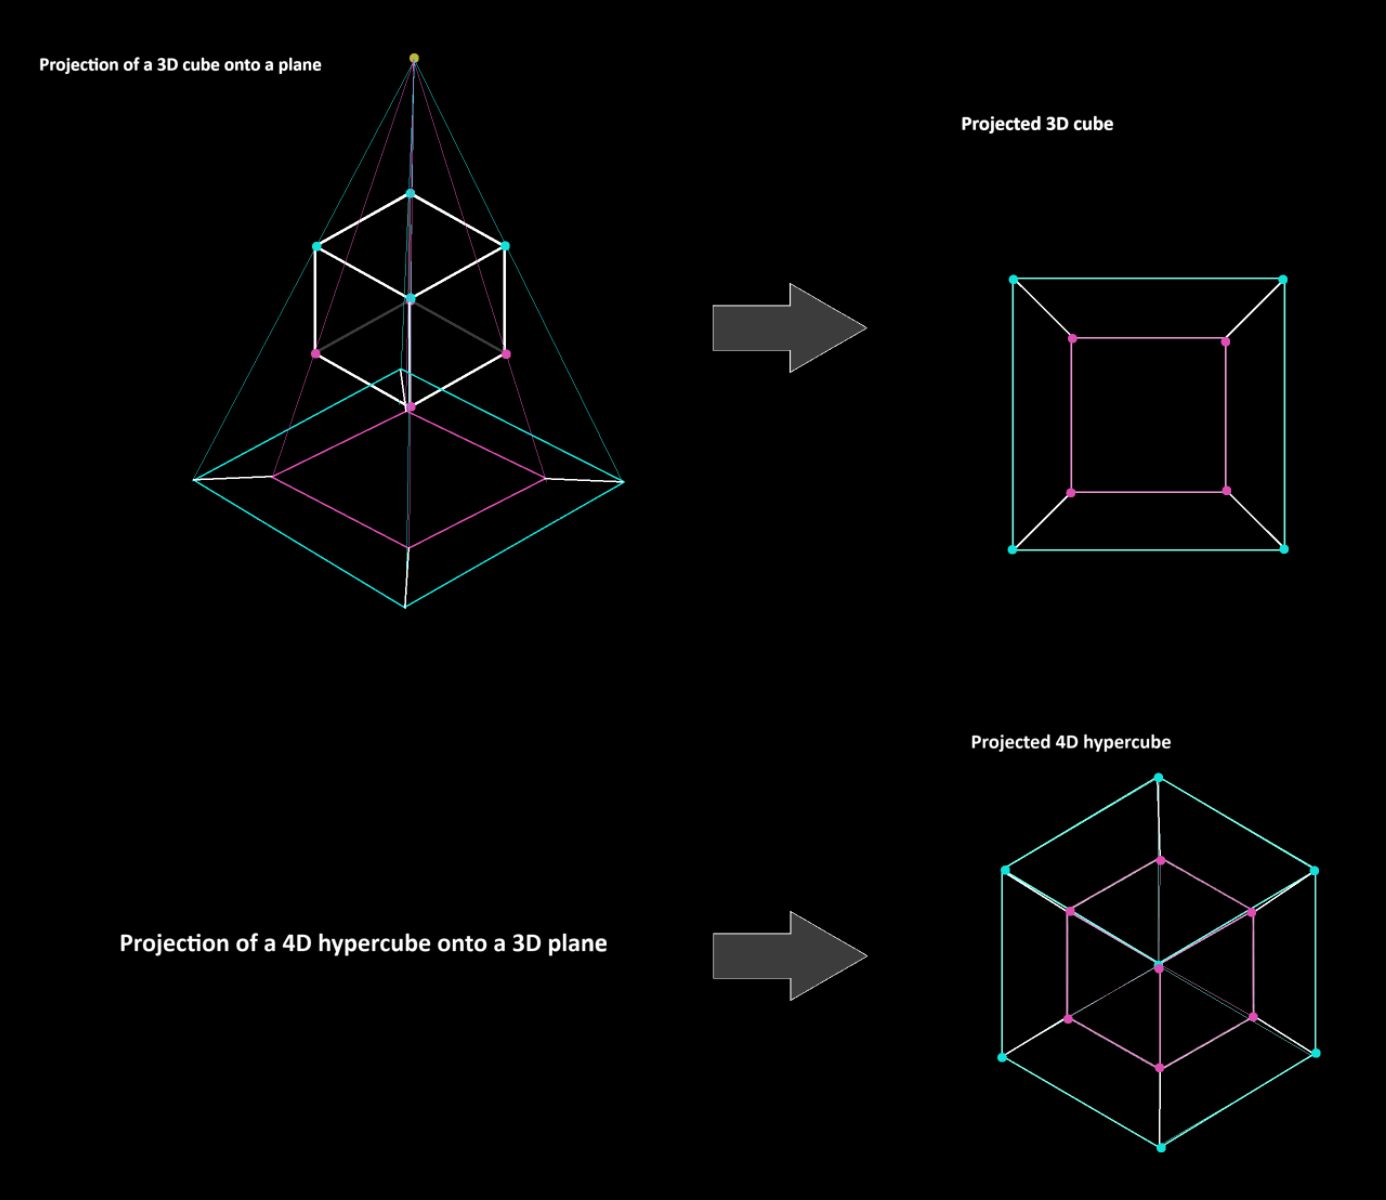 Projection of a 3D cube onto a plane
Projected 3D cube
Projected 4D hypercube
Projection of a 4D hypercube onto a 3D plane